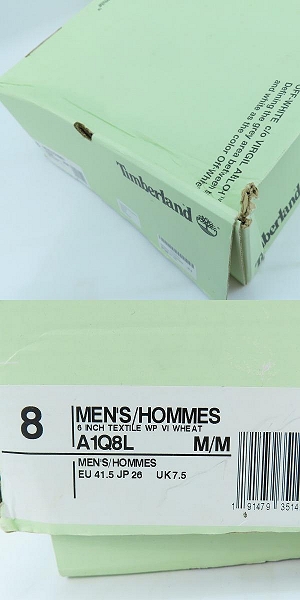 OFF-WHITE c/o VIRGIL ABLOH
Defining the grey area between
and white as the color Off-White
Timberland
Timberland
8
MEN'S/HOMMES
6 INCH TEXTILE WP VI WHEAT
A1Q8L M/M
MEN'S/HOMMES
EU 41.5 JP 26 UK 7.5
1 91479 3514